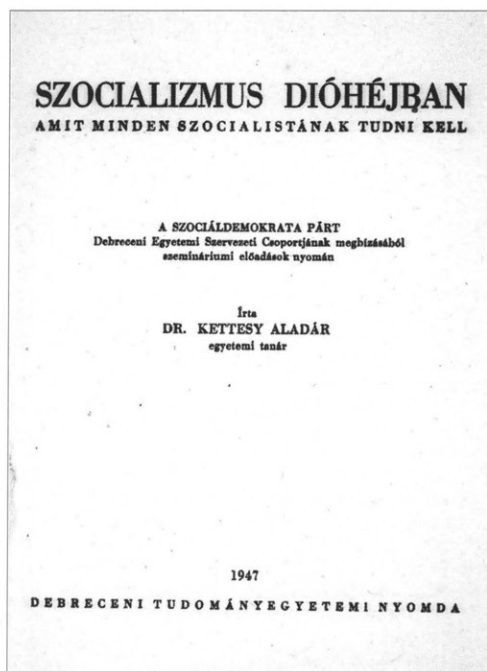 SZOCIALIZMUS DIÓHÉJBAN
AMIT MINDEN SZOCIALISTÁNAK TUDNI KELL
A SZOCIÁLDEMOKRATA PÁRT
Debreceni Egyetemi Szervezeti Csoportjának megbízásából
szemináriumi előadások nyomán
Írta
DR. KETTESY ALADÁR
egyetemi tanár
1947
DEBRECENI TUDOMÁNYEGYETEMI NYOMDA